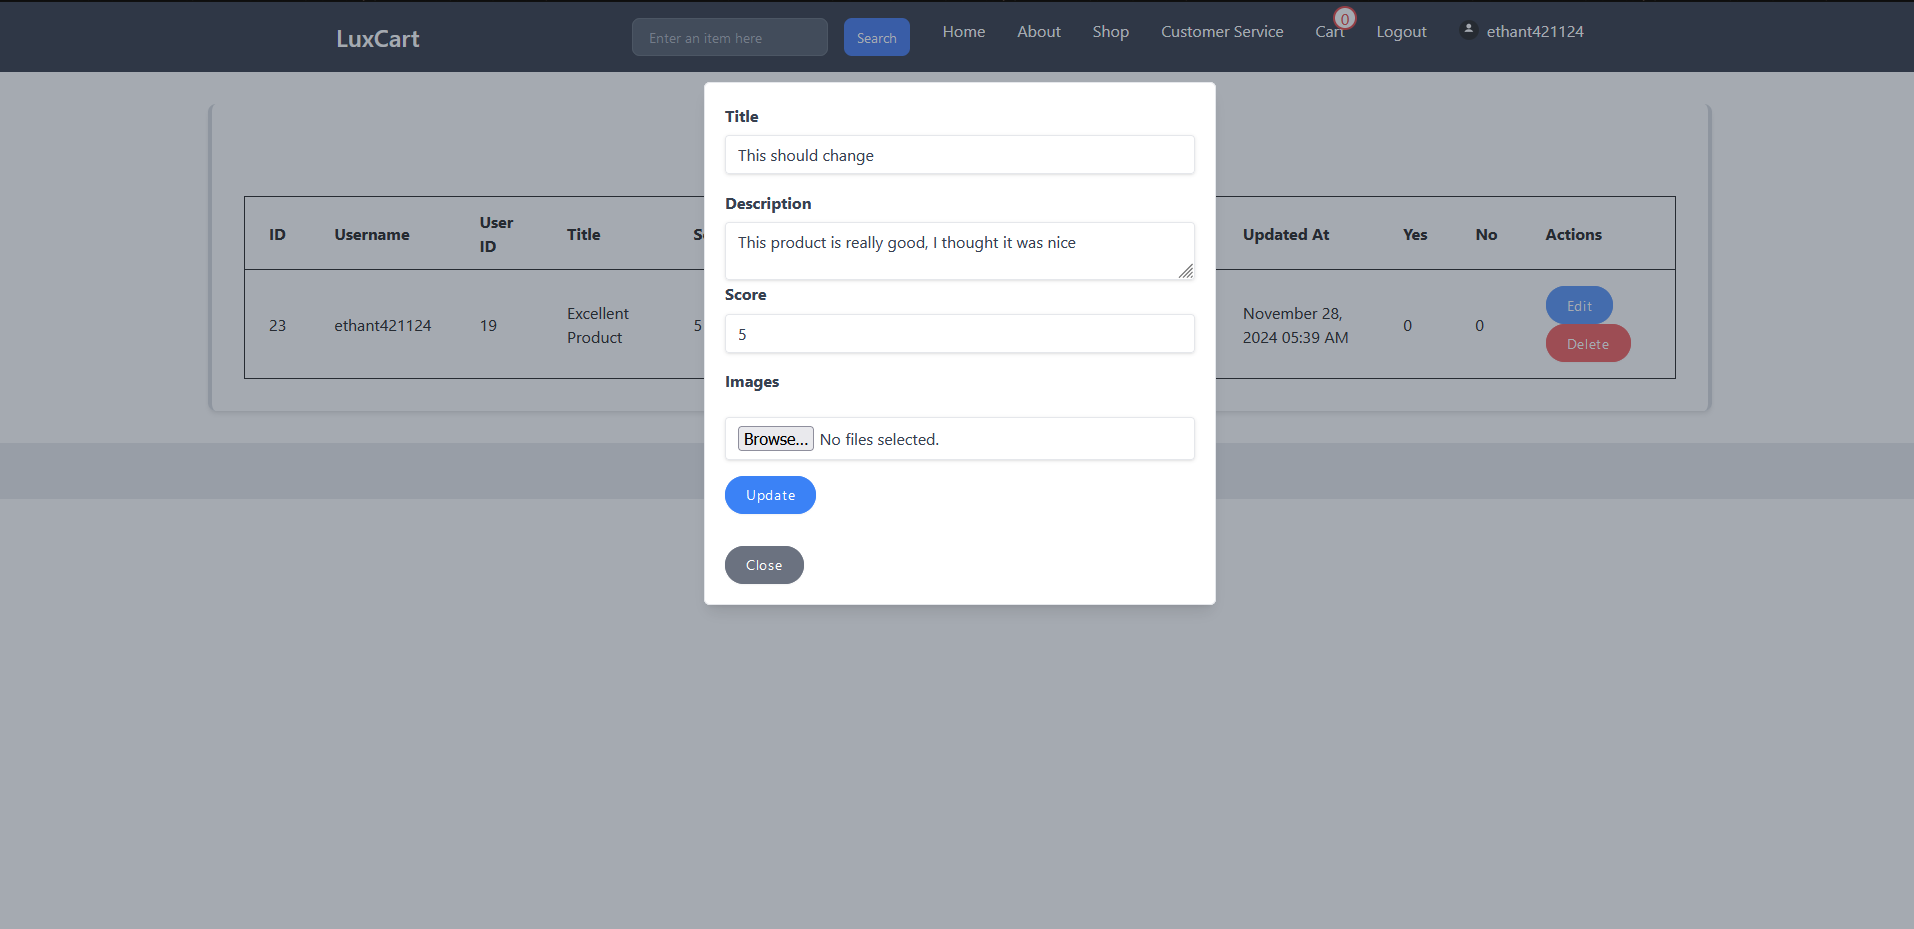 LuxCart
Enter an item here
Search
Home
About
Shop
Customer Service
Cart
0
Logout
ethant421124
Title
This should change
Description
This product is really good, I thought it was nice
Score
5
Images
Browse... No files selected.
Update
Close
ID
Username
User
ID
Title
Updated At
Yes
No
Actions
23
ethant421124
19
Excellent
Product
5
November 28,
2024 05:39 AM
0
0
Edit
Delete